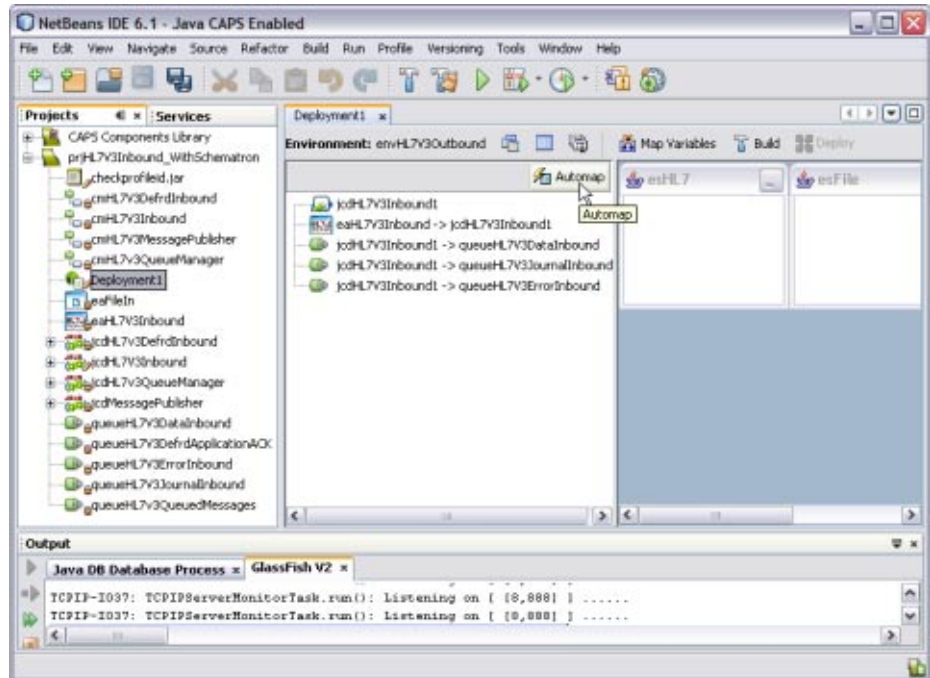 NetBeans IDE 6.1 - Java CAPS Enabled
File Edit View Navigate Source Refactor Build Run Profile Versioning Tools Window Help
Projects
Services
CAPS Components Library
prjHL7V3Inbound_WithSchematron
checkprofileid.jar
cmHL7V3DefrdInbound
cmHL7V3Inbound
cmHL7V3MessagePublisher
cmHL7v3QueueManager
Deployment1
eaFileIn
eaHL7V3Inbound
jcdHL7v3DefrdInbound
jcdHL7V3Inbound
jcdHL7v3QueueManager
jcdMessagePublisher
queueHL7V3DataInbound
queueHL7V3DefrdApplicationACK
queueHL7V3ErrorInbound
queueHL7V3JournalInbound
queueHL7v3QueuedMessages
Deployment1
Environment: envHL7V3Outbound
Map Variables
Build
Deploy
Automap
Automap
jcdHL7V3Inbound1
eaHL7V3Inbound -> jcdHL7V3Inbound1
jcdHL7V3Inbound1 -> queueHL7V3DataInbound
jcdHL7V3Inbound1 -> queueHL7V3JournalInbound
jcdHL7V3Inbound1 -> queueHL7V3ErrorInbound
esHL7
esFile
Output
Java DB Database Process
GlassFish V2
TCPIP-I037: TCPIPServerMonitorTask.run(): Listening on [ [8,888] ] ......
TCPIP-I037: TCPIPServerMonitorTask.run(): Listening on [ [8,888] ] ......